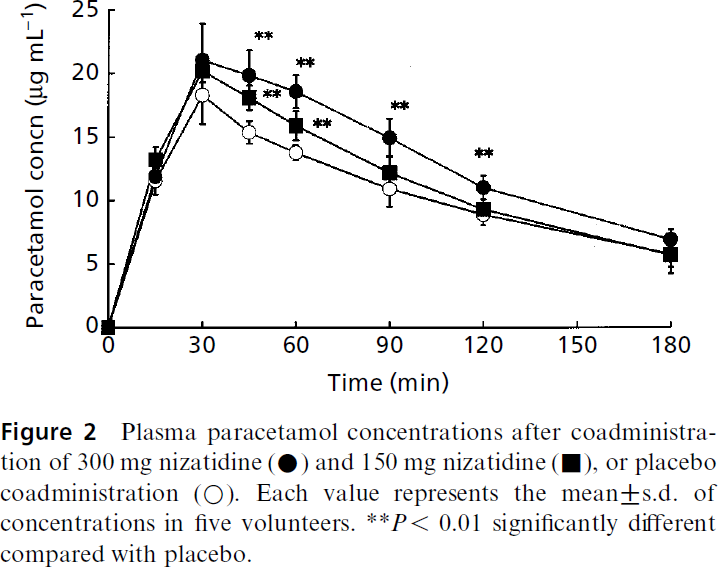 25
20
15
10
5
0
Paracetamol concn (μg mL⁻¹)
**
**
**
**
**
**
0 30 60 90 120 150 180
Time (min)
Figure 2 Plasma paracetamol concentrations after coadministra-
tion of 300 mg nizatidine (●) and 150 mg nizatidine (■), or placebo
coadministration (○). Each value represents the mean±s.d. of
concentrations in five volunteers. **P < 0.01 significantly different
compared with placebo.